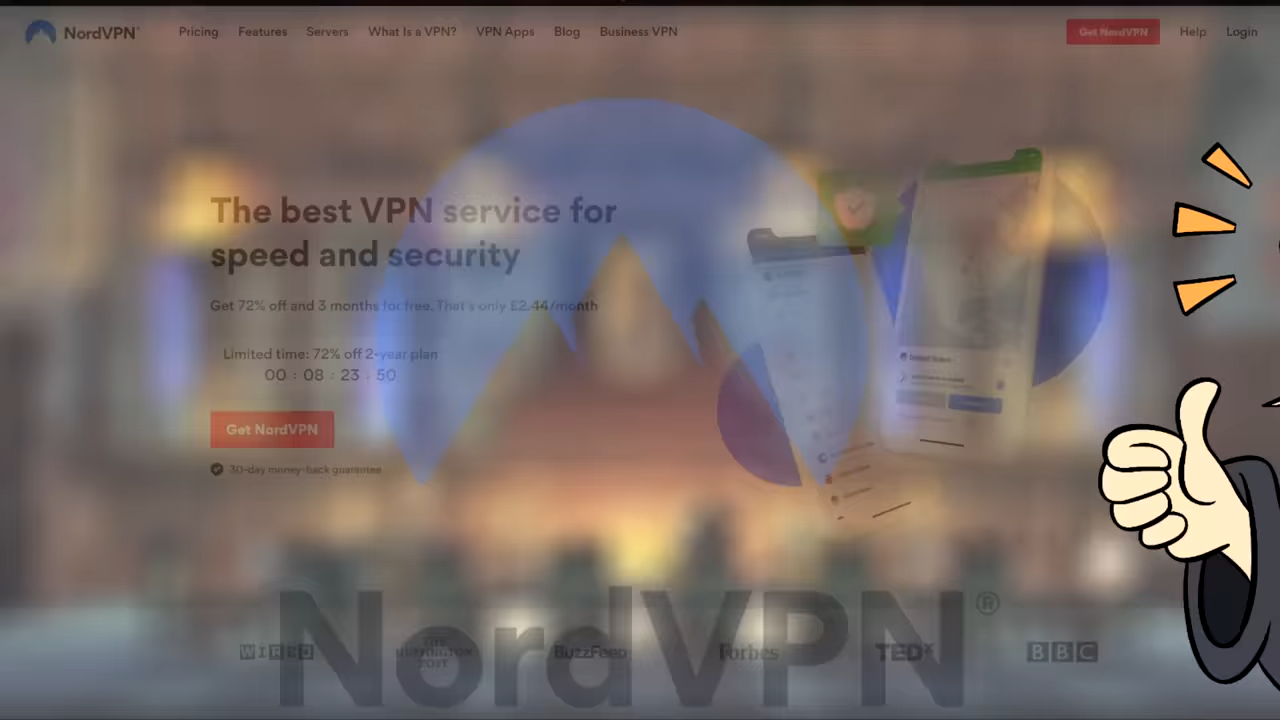 NordVPN®
Pricing
Features
Servers
What Is a VPN?
VPN Apps
Blog
Business VPN
Get NordVPN
Help
Login
The best VPN service for
speed and security
Get 72% off and 3 months for free. That's only £2.44/month
Limited time: 72% off 2-year plan
00 : 08 : 23 : 50
Get NordVPN
30-day money-back guarantee
WIRED
THE
HUFFINGTON
POST
BuzzFeed
Forbes
TEDx
BBC
NordVPN®